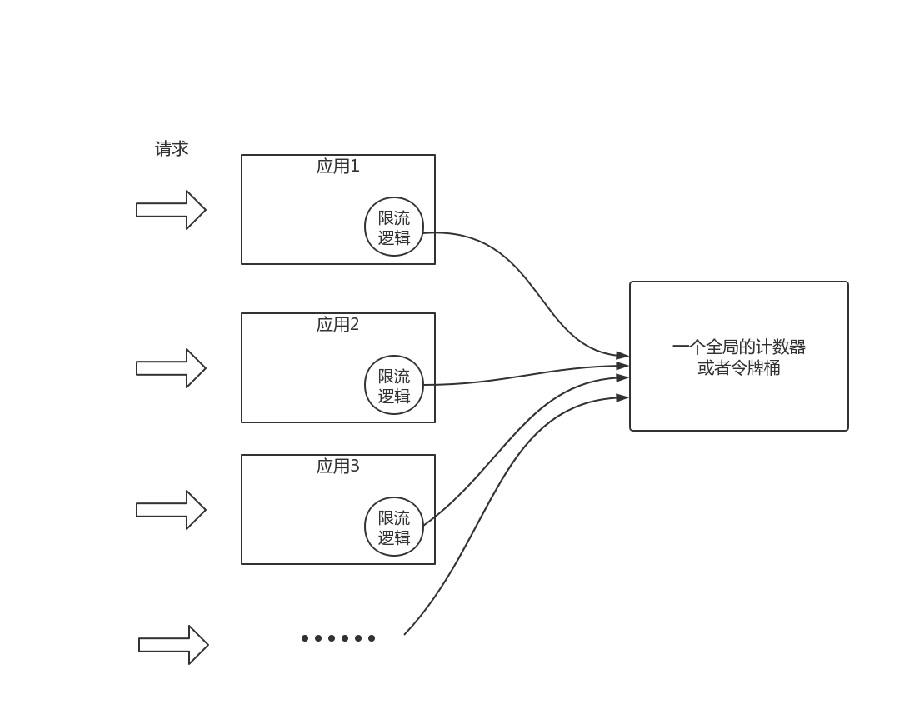 请求
应用1
限流
逻辑
应用2
限流
逻辑
一个全局的计数器
或者令牌桶
应用3
限流
逻辑
······